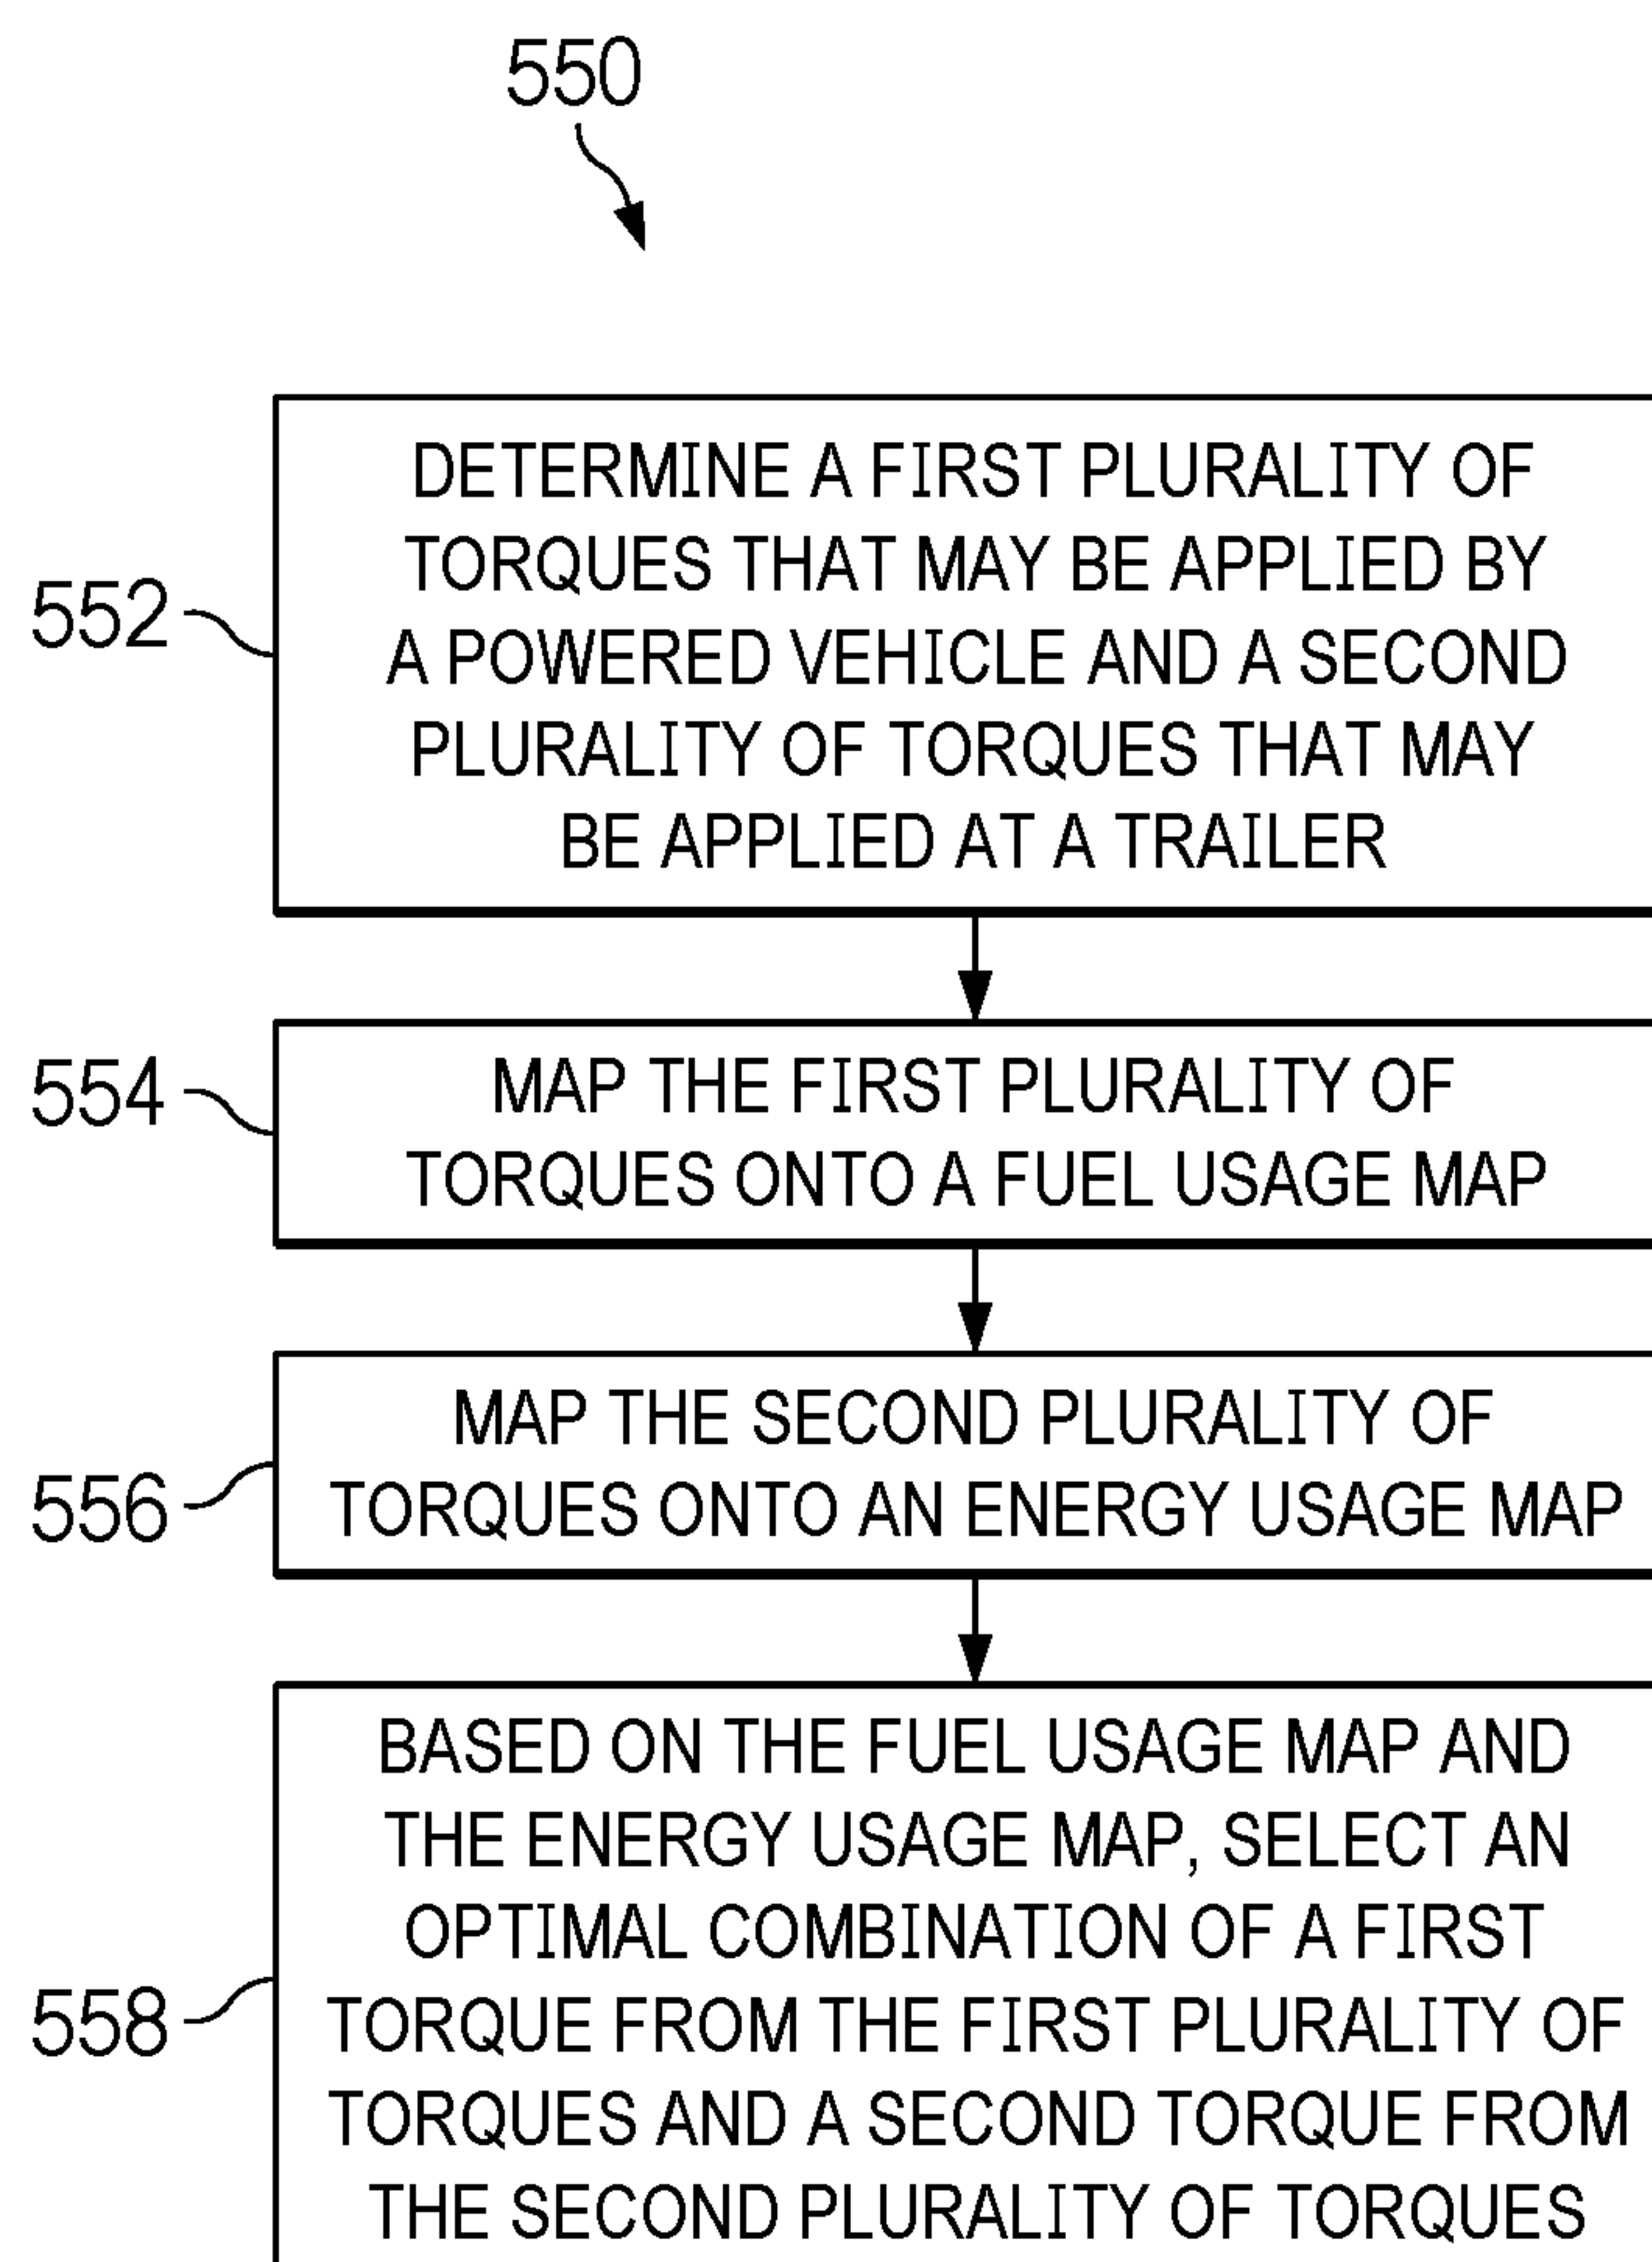 550
552
DETERMINE A FIRST PLURALITY OF
TORQUES THAT MAY BE APPLIED BY
A POWERED VEHICLE AND A SECOND
PLURALITY OF TORQUES THAT MAY
BE APPLIED AT A TRAILER
554
MAP THE FIRST PLURALITY OF
TORQUES ONTO A FUEL USAGE MAP
556
MAP THE SECOND PLURALITY OF
TORQUES ONTO AN ENERGY USAGE MAP
558
BASED ON THE FUEL USAGE MAP AND
THE ENERGY USAGE MAP, SELECT AN
OPTIMAL COMBINATION OF A FIRST
TORQUE FROM THE FIRST PLURALITY OF
TORQUES AND A SECOND TORQUE FROM
THE SECOND PLURALITY OF TORQUES